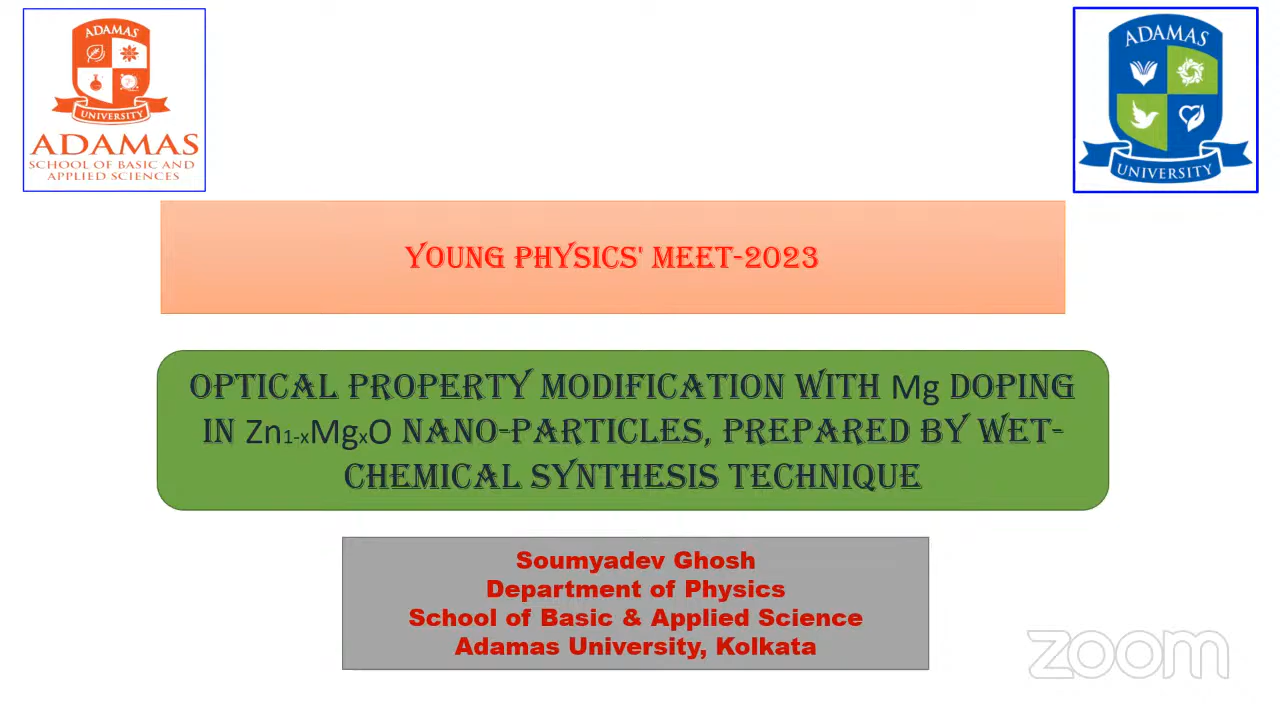 ADAMAS
UNIVERSITY
ADAMAS
SCHOOL OF BASIC AND
APPLIED SCIENCES
ADAMAS
UNIVERSITY
YOUNG PHYSICS' MEET-2023
OPTICAL PROPERTY MODIFICATION WITH Mg DOPING
IN Zn1-xMgxO NANO-PARTICLES, PREPARED BY WET-
CHEMICAL SYNTHESIS TECHNIQUE
Soumyadev Ghosh
Department of Physics
School of Basic & Applied Science
Adamas University, Kolkata
zoom